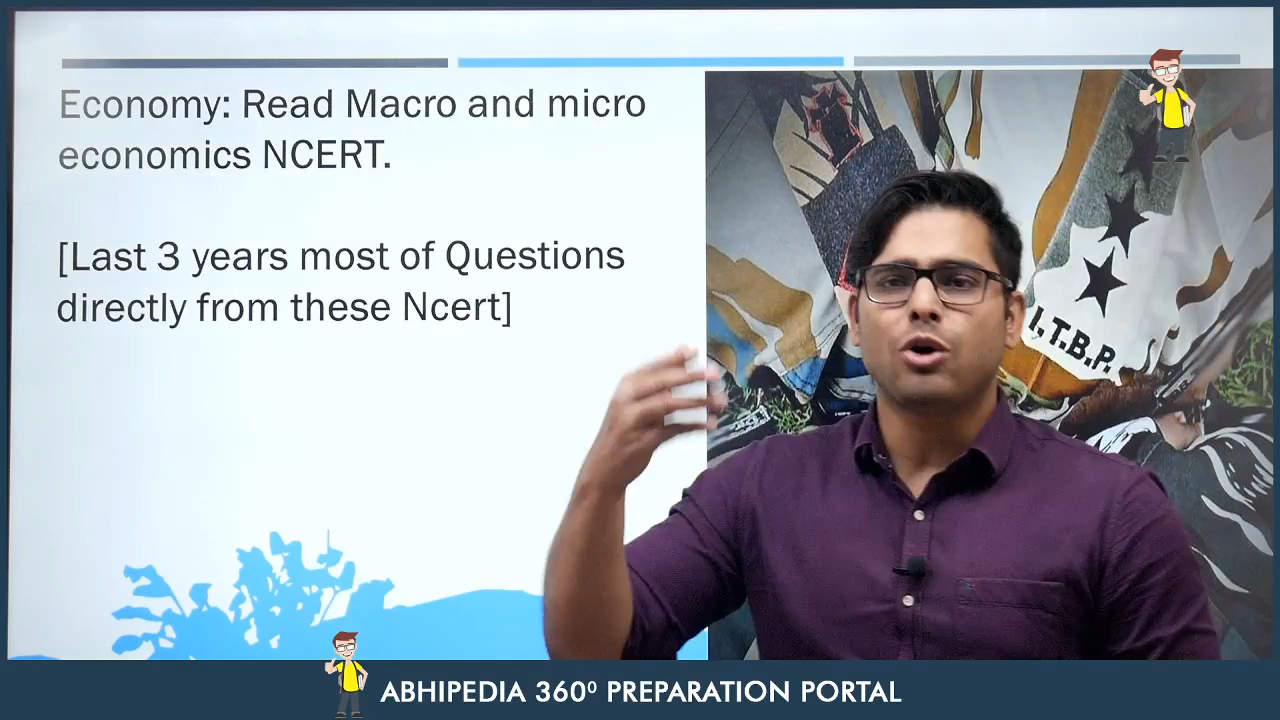 Economy: Read Macro and micro
economics NCERT.
[Last 3 years most of Questions
directly from these Ncert]
I.T.B.P.
ABHIPEDIA 360⁰ PREPARATION PORTAL